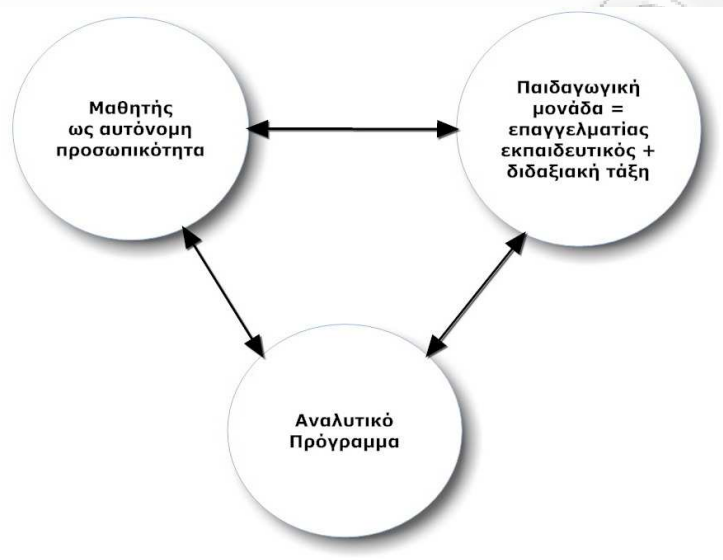 Μαθητής
ως αυτόνομη
προσωπικότητα
Παιδαγωγική
μονάδα =
επαγγελματίας
εκπαιδευτικός +
διδαξιακή τάξη
Αναλυτικό
Πρόγραμμα